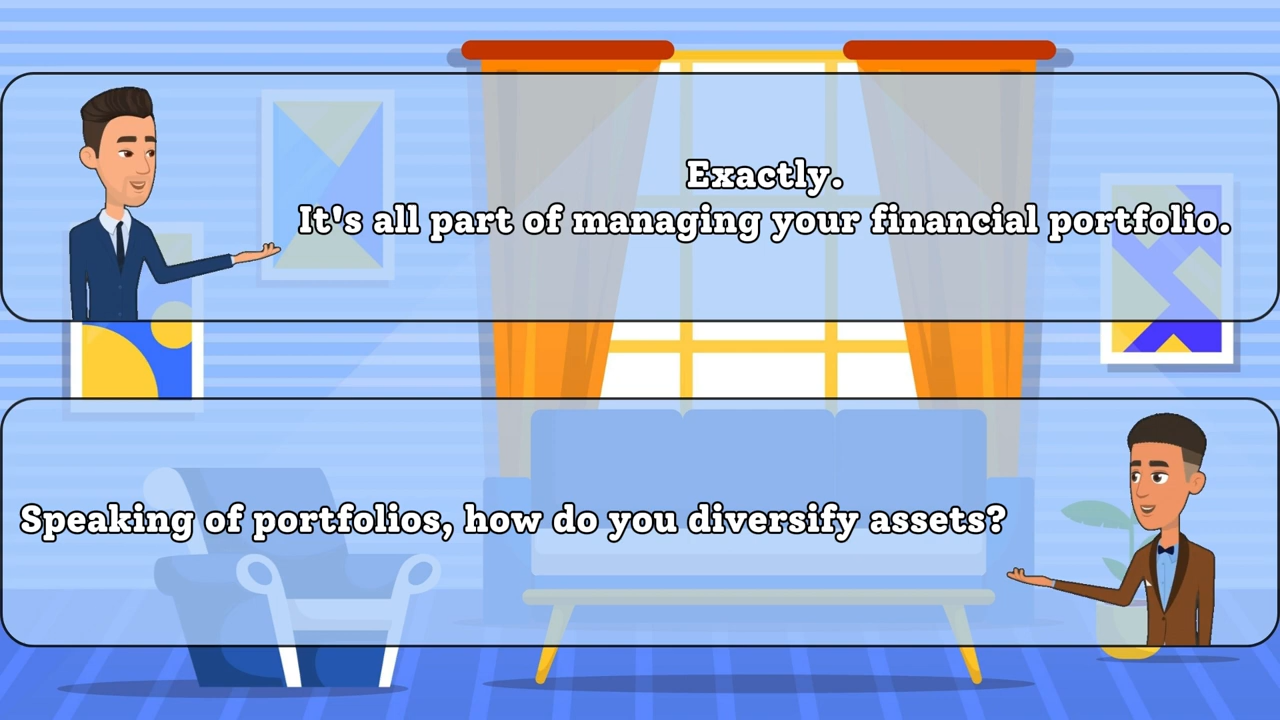 Exactly.
It's all part of managing your financial portfolio.
Speaking of portfolios, how do you diversify assets?